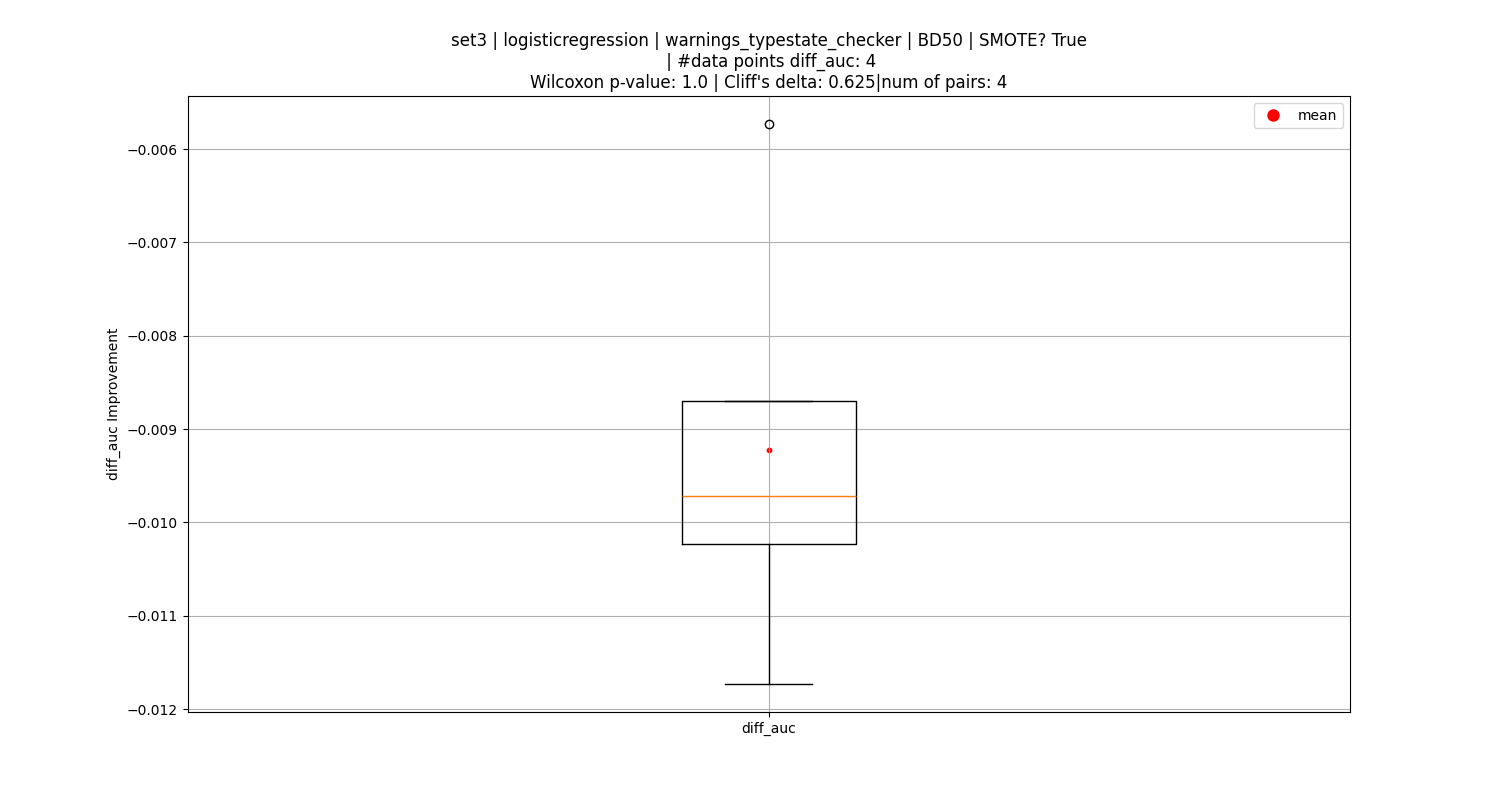 set3 | logisticregression | warnings_typestate_checker | BD50 | SMOTE? True
| #data points diff_auc: 4
Wilcoxon p-value: 1.0 | Cliff's delta: 0.625|num of pairs: 4
mean
−0.006
−0.007
−0.008
−0.009
−0.010
−0.011
−0.012
diff_auc Improvement
diff_auc